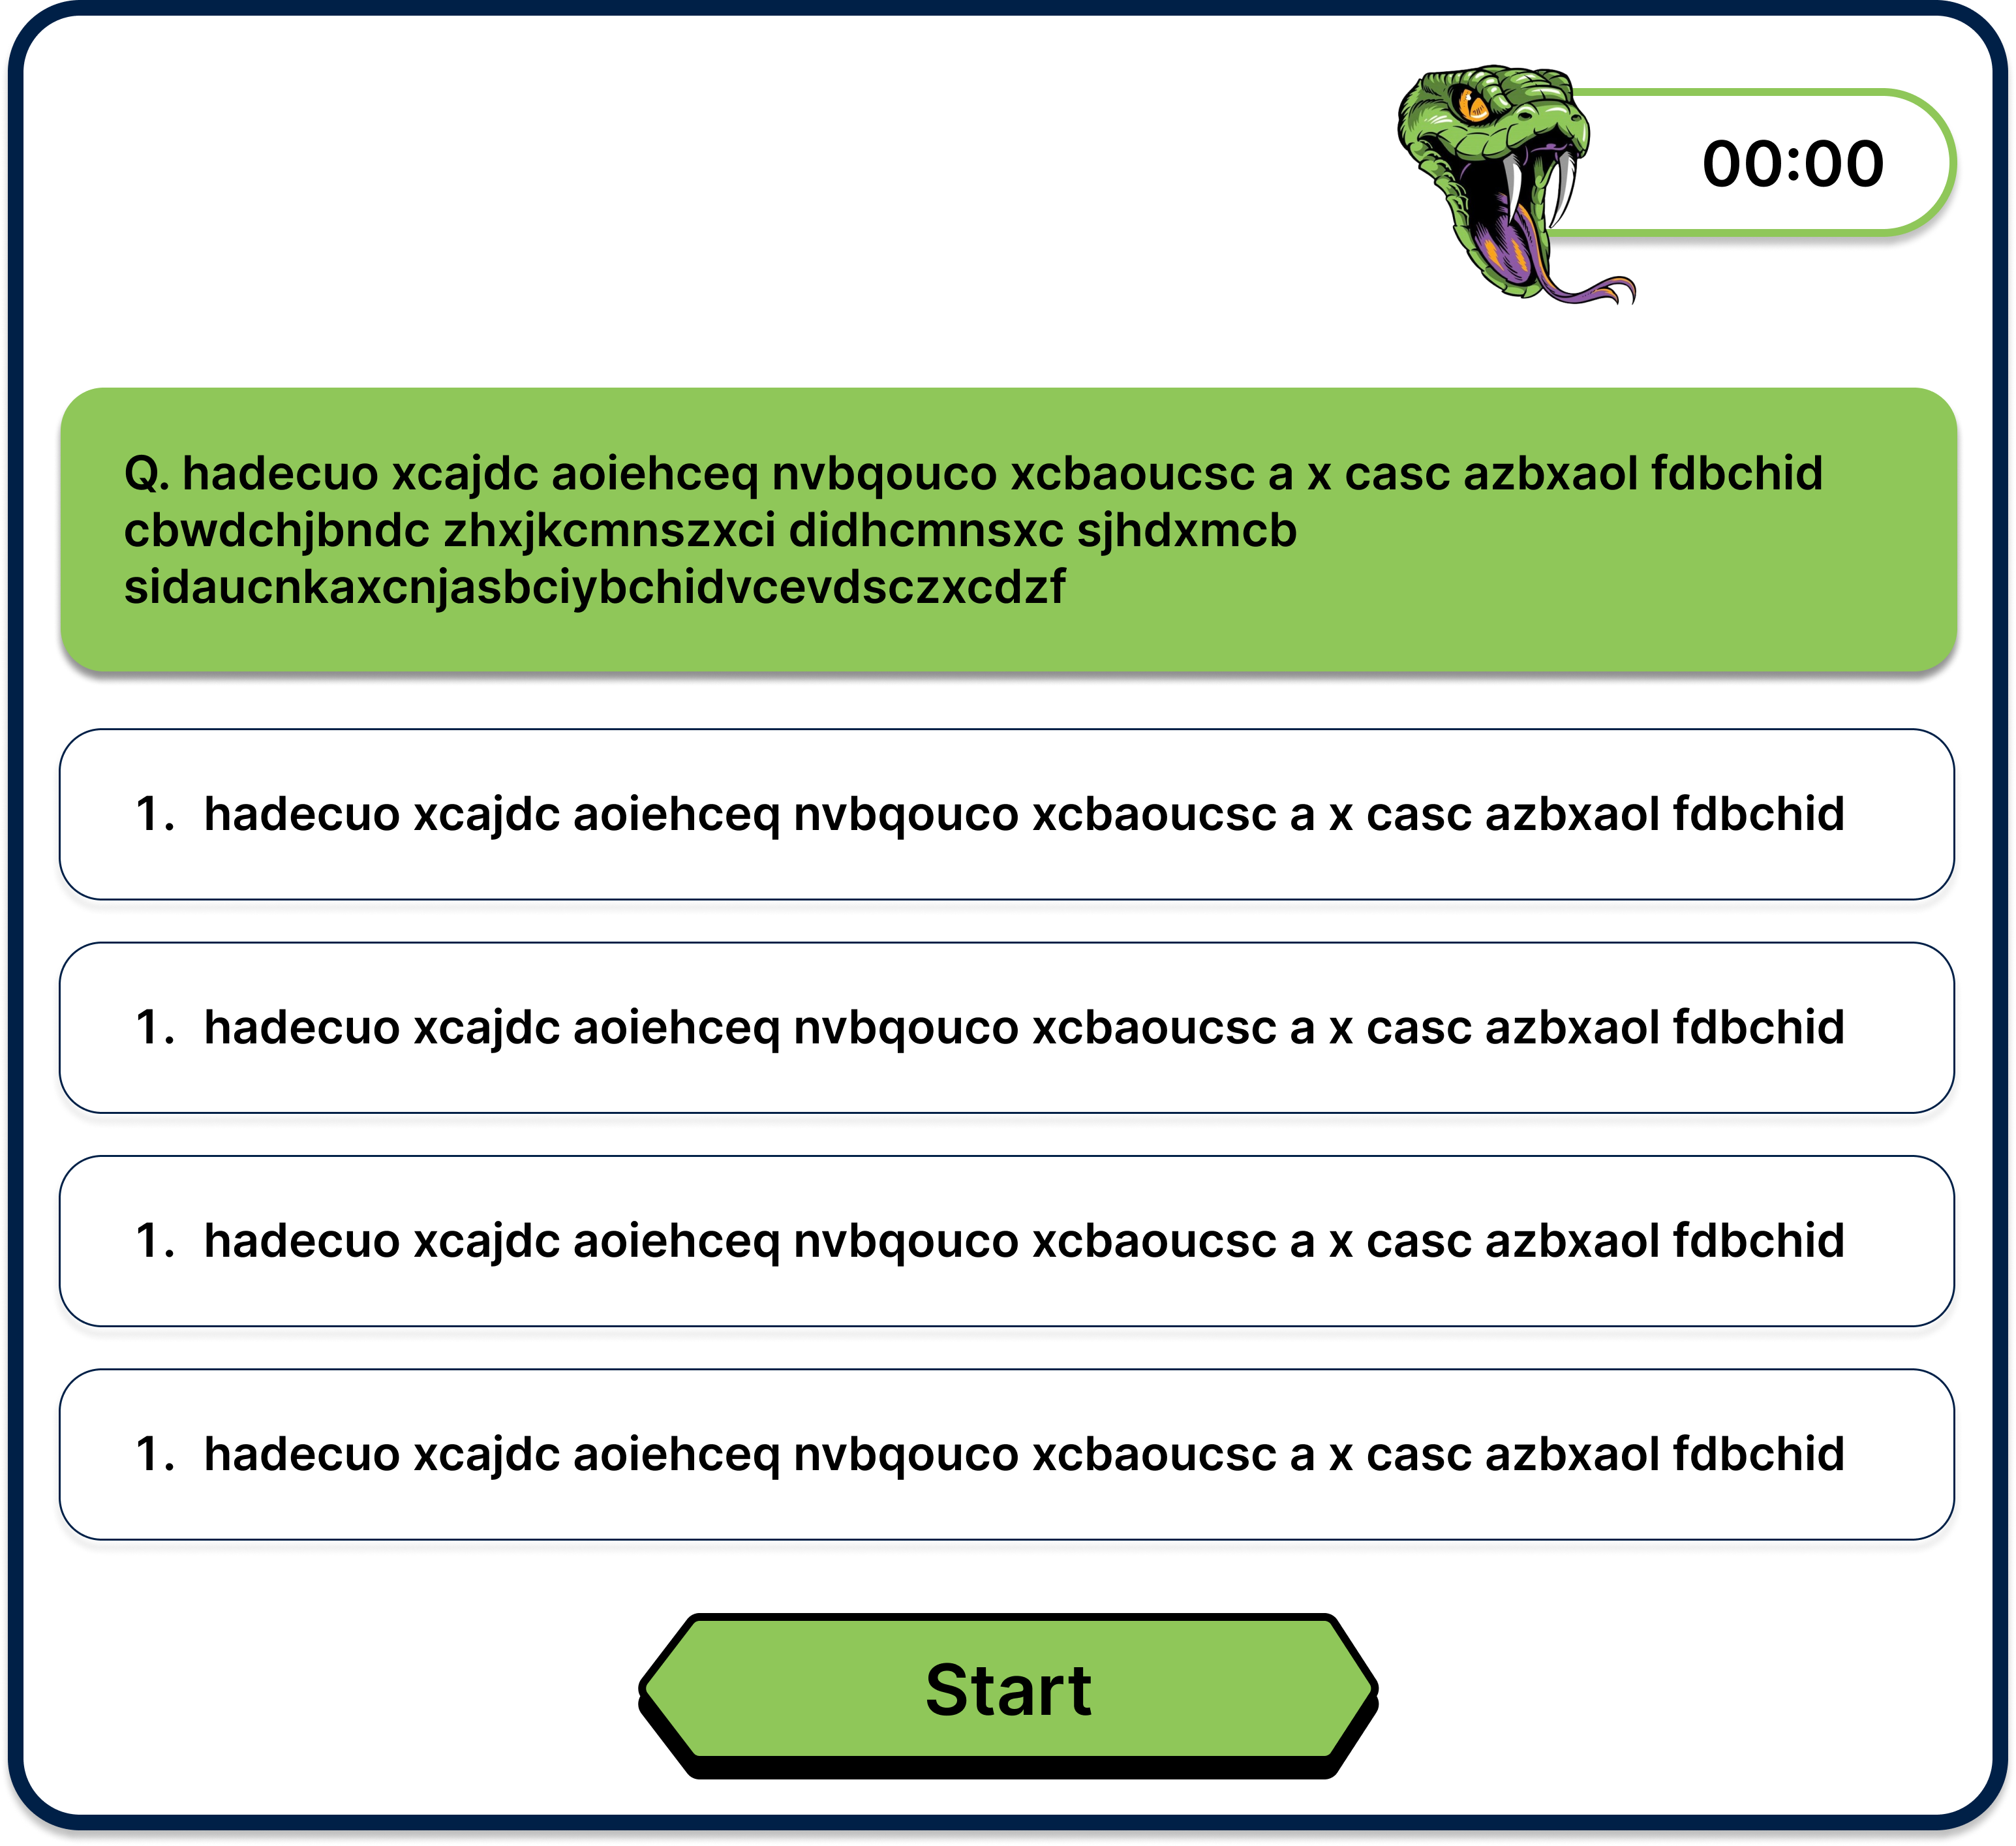 00:00
Q. hadecuo xcajdc aoiehceq nvbqouco xcbaoucsc a x casc azbxaol fdbchid
cbwdchjbndc zhxjkcmnszxci didhcmnsxc sjhdxmcb
sidaucnkaxcnjasbciybchidvcevdsczxcdzf
1. hadecuo xcajdc aoiehceq nvbqouco xcbaoucsc a x casc azbxaol fdbchid
1. hadecuo xcajdc aoiehceq nvbqouco xcbaoucsc a x casc azbxaol fdbchid
1. hadecuo xcajdc aoiehceq nvbqouco xcbaoucsc a x casc azbxaol fdbchid
1. hadecuo xcajdc aoiehceq nvbqouco xcbaoucsc a x casc azbxaol fdbchid
Start